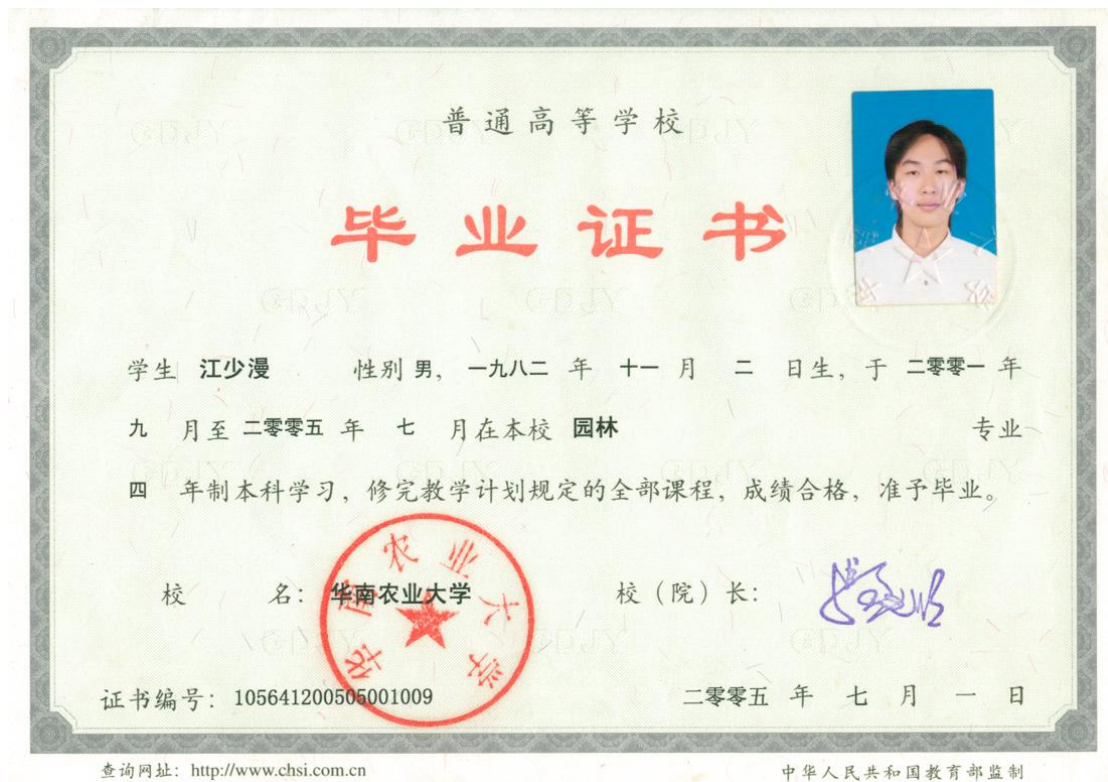 普通高等学校
毕业证书
学生 江少漫 性别 男, 一九八二 年 十一 月 二 日生, 于 二零零一 年
九 月至 二零零五 年 七 月在本校 园林 专业
四 年制本科学习, 修完教学计划规定的全部课程, 成绩合格, 准予毕业。
校 名: 华南农业大学 校（院）长:
华南农业大学
证书编号: 105641200505001009 二零零五 年 七 月 一 日
查询网址: http://www.chsi.com.cn 中华人民共和国教育部监制